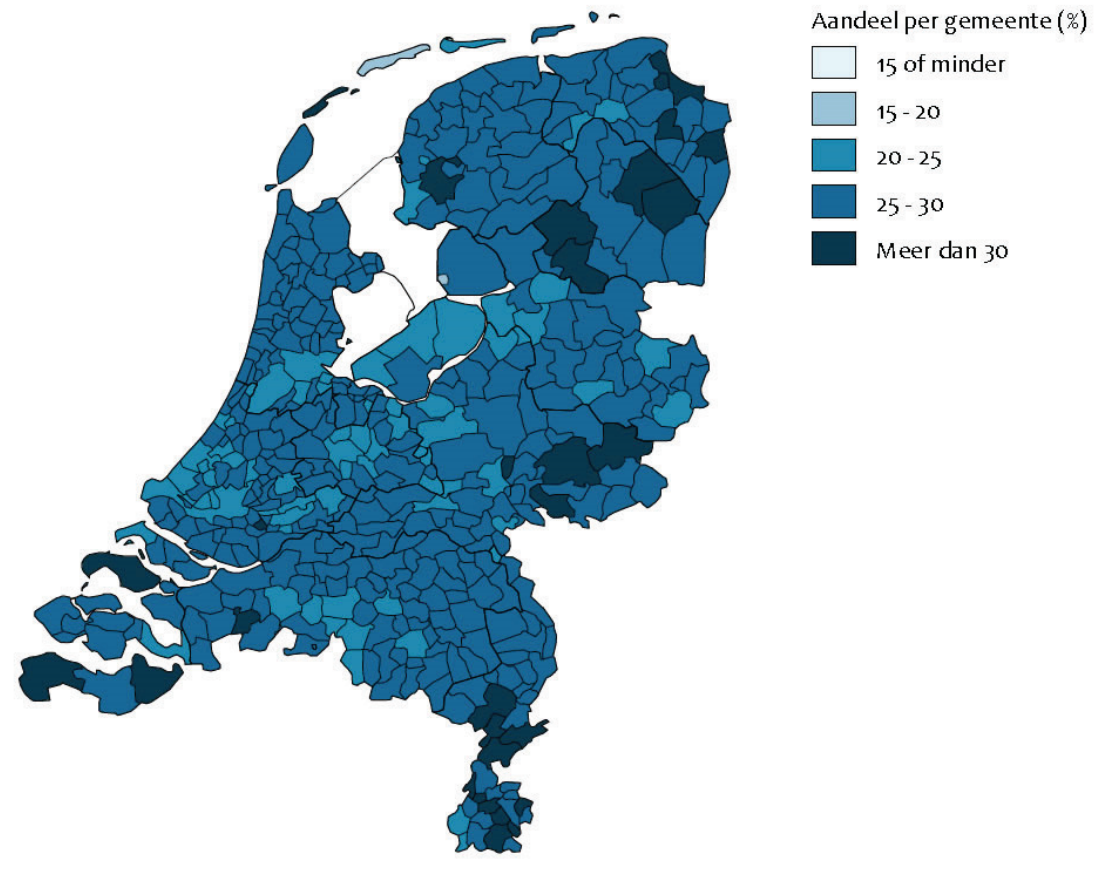 Aandeel per gemeente (%)
15 of minder
15 - 20
20 - 25
25 - 30
Meer dan 30